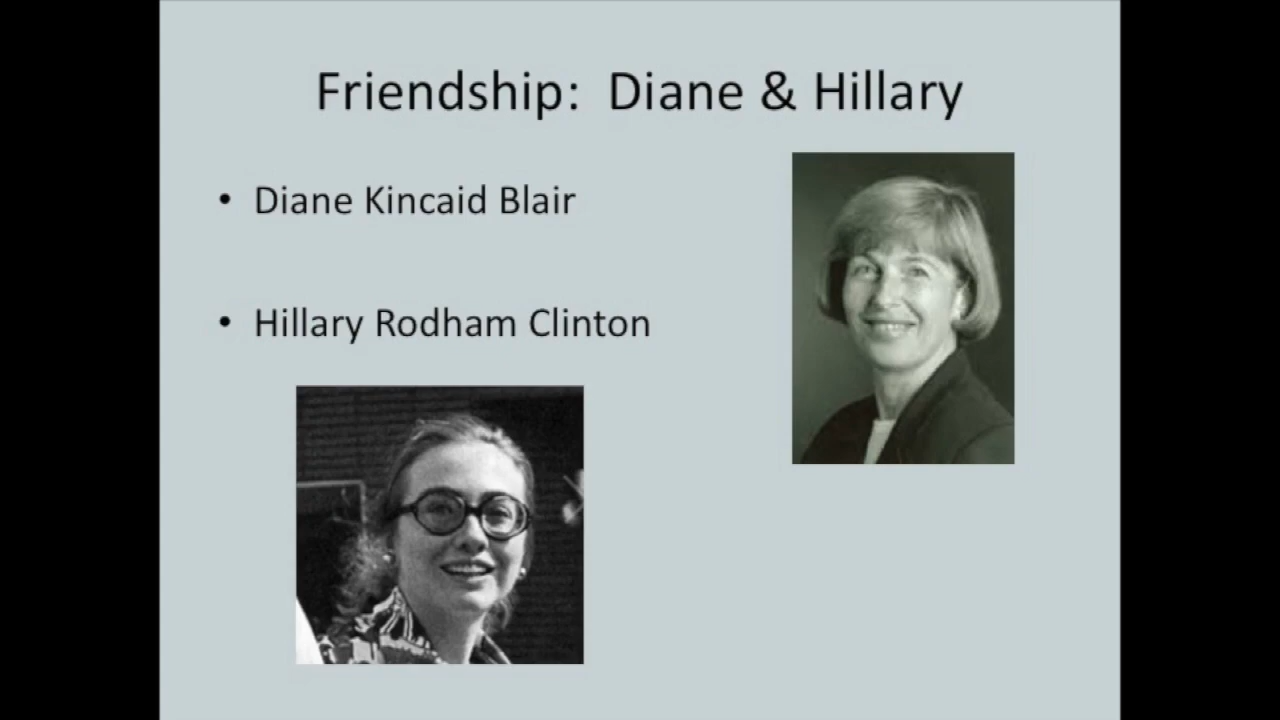 Friendship: Diane & Hillary
• Diane Kincaid Blair
• Hillary Rodham Clinton